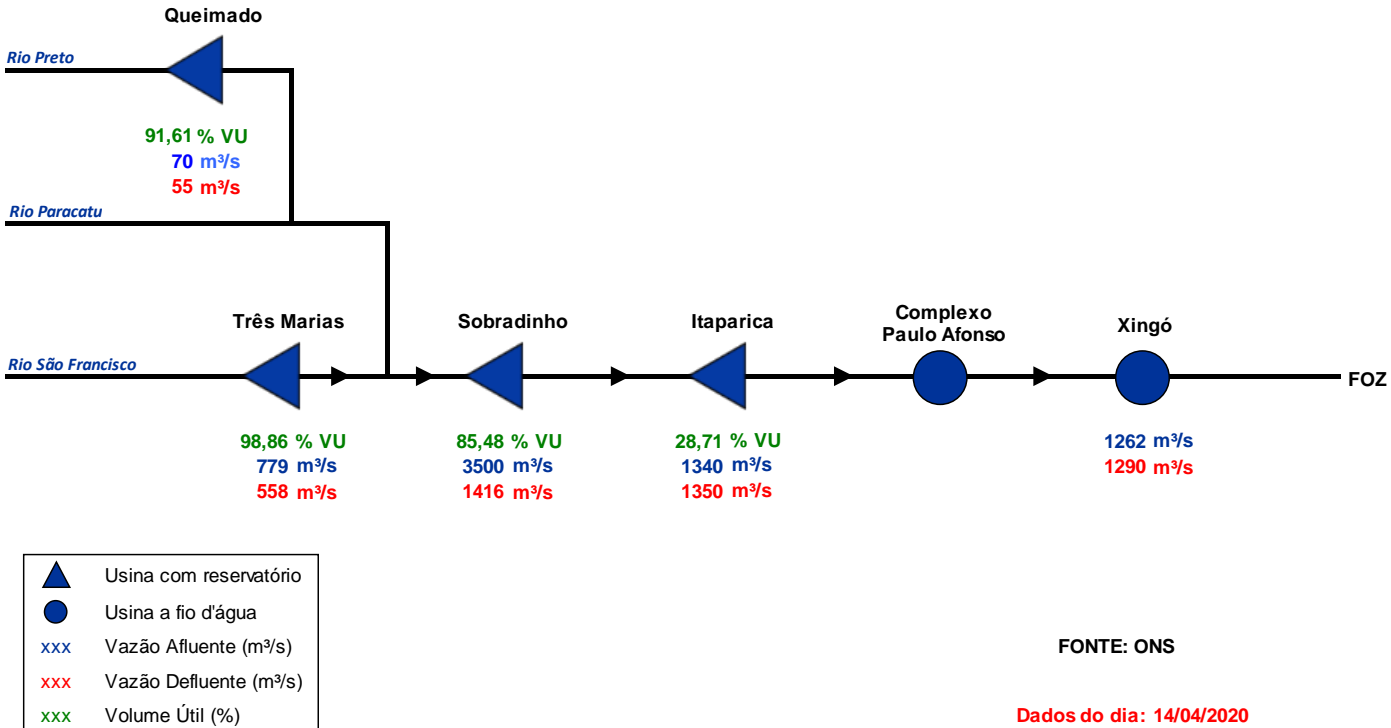 Queimado
Rio Preto
91,61 % VU
70 m³/s
55 m³/s
Rio Paracatu
Três Marias
Sobradinho
Itaparica
Complexo
Paulo Afonso
Xingó
Rio São Francisco
FOZ
98,86 % VU
779 m³/s
558 m³/s
85,48 % VU
3500 m³/s
1416 m³/s
28,71 % VU
1340 m³/s
1350 m³/s
1262 m³/s
1290 m³/s
Usina com reservatório
Usina a fio d'água
xxx Vazão Afluente (m³/s)
xxx Vazão Defluente (m³/s)
xxx Volume Útil (%)
FONTE: ONS
Dados do dia: 14/04/2020